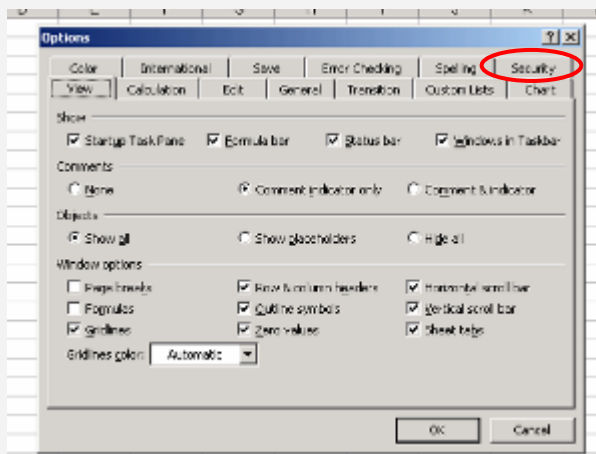 Options
Color International Save Error Checking Spelling Security
View Calculation Edit General Transition Custom Lists Chart
Show
Startup Task Pane Formula bar Status bar Windows in Taskbar
Comments
None Comment indicator only Comment & indicator
Objects
Show all Show placeholders Hide all
Window options
Page breaks Row & column headers Horizontal scroll bar
Formulas Outline symbols Vertical scroll bar
Gridlines Zero values Sheet tabs
Gridlines color: Automatic
OK Cancel